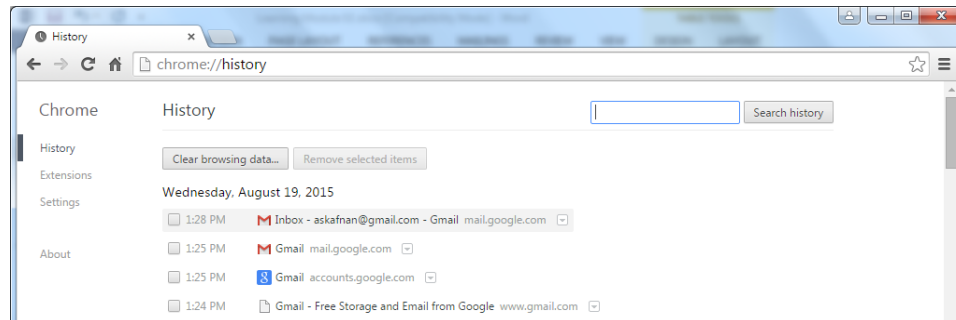 History
chrome://history
Chrome
History
Search history
History
Extensions
Settings
About
Clear browsing data...
Remove selected items
Wednesday, August 19, 2015
1:28 PM Inbox - askafnan@gmail.com - Gmail mail.google.com
1:25 PM Gmail mail.google.com
1:25 PM 8 Gmail accounts.google.com
1:24 PM Gmail - Free Storage and Email from Google www.gmail.com